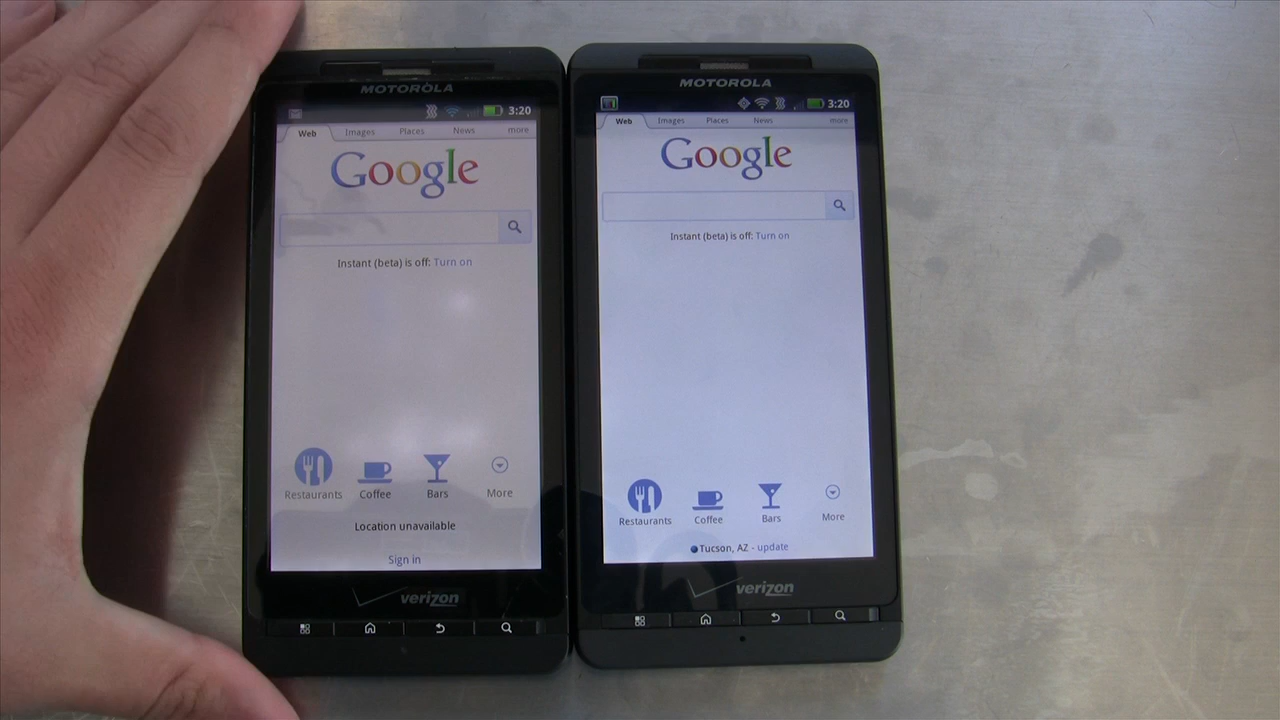 MOTOROLA
3:20
Web Images Places News more
Google
Instant (beta) is off: Turn on
Restaurants Coffee Bars More
Location unavailable
Sign in
verizon
MOTOROLA
3:20
Web Images Places News more
Google
Instant (beta) is off: Turn on
Restaurants Coffee Bars More
Tucson, AZ - update
verizon